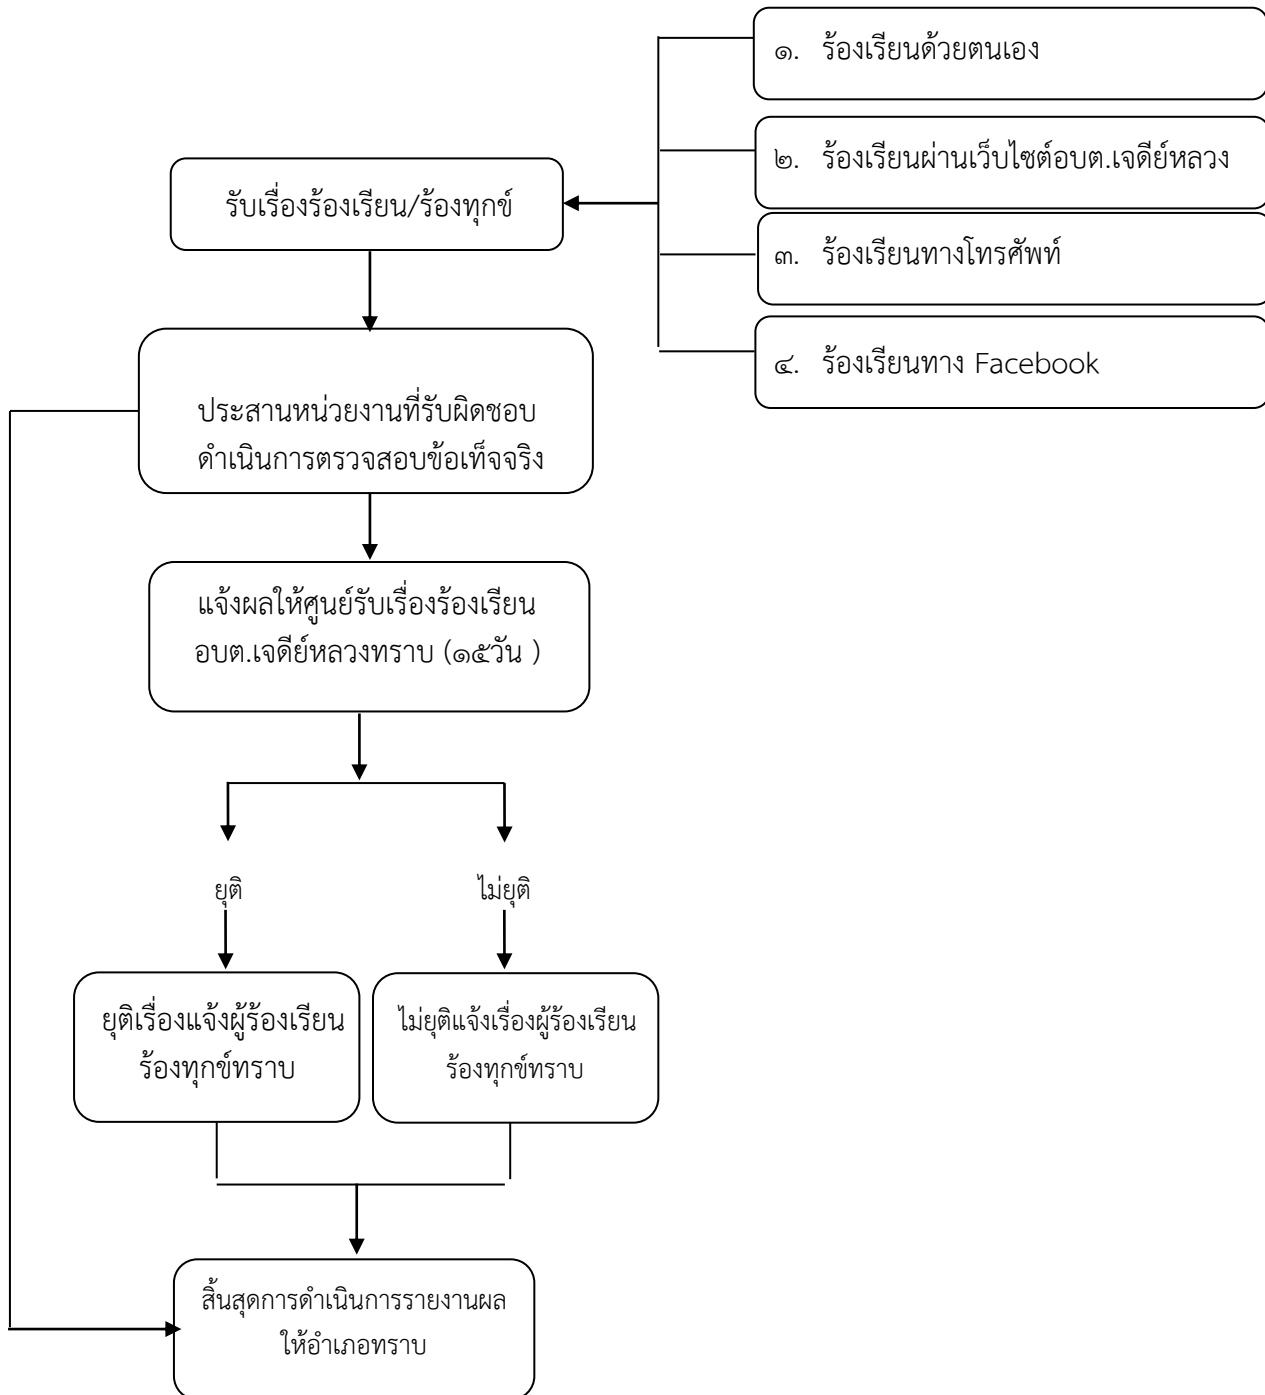 ๑. ร้องเรียนด้วยตนเอง
๒. ร้องเรียนผ่านเว็บไซต์อบต.เจดีย์หลวง
รับเรื่องร้องเรียน/ร้องทุกข์
๓. ร้องเรียนทางโทรศัพท์
๔. ร้องเรียนทาง Facebook
ประสานหน่วยงานที่รับผิดชอบ
ดำเนินการตรวจสอบข้อเท็จจริง
แจ้งผลให้ศูนย์รับเรื่องร้องเรียน
อบต.เจดีย์หลวงทราบ (๑๕วัน )
ยุติ
ไม่ยุติ
ยุติเรื่องแจ้งผู้ร้องเรียน
ร้องทุกข์ทราบ
ไม่ยุติแจ้งเรื่องผู้ร้องเรียน
ร้องทุกข์ทราบ
สิ้นสุดการดำเนินการรายงานผล
ให้อำเภอทราบ